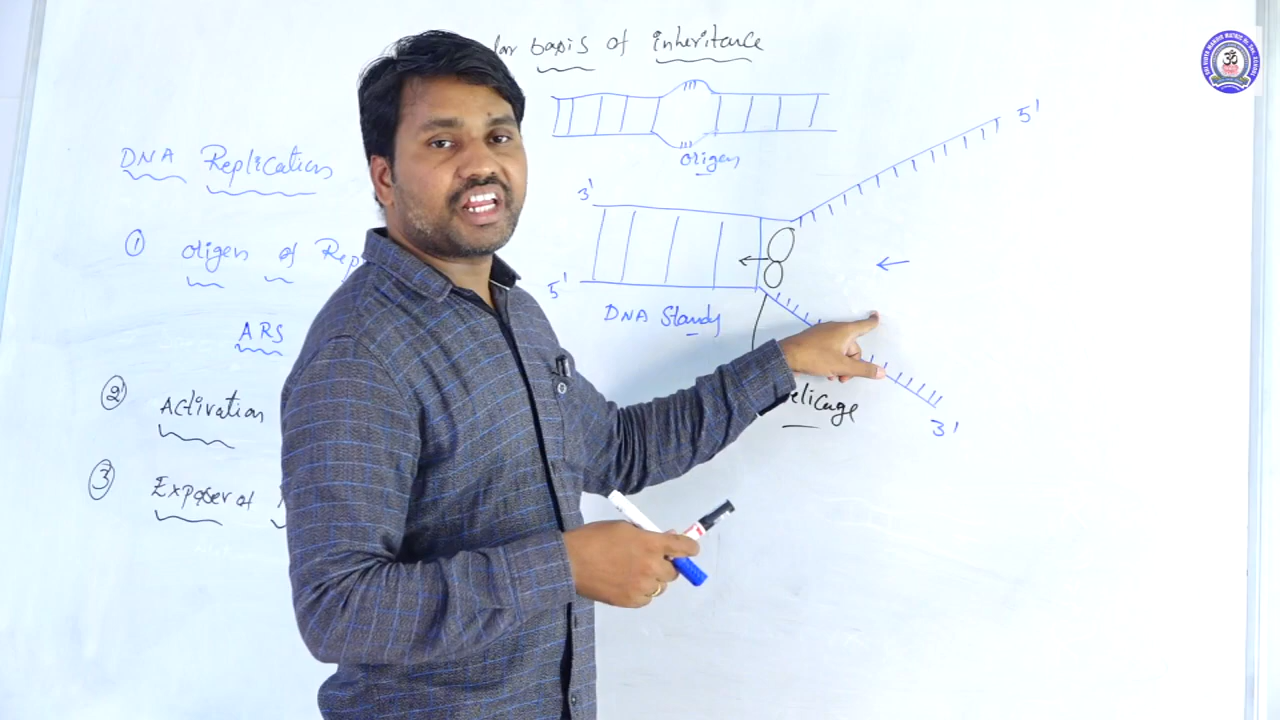 lar basis of inheritance
DNA Replication
① origen of Rep
ARS
② Activation
③ Exposer of
origen
3'
5'
5'
3'
DNA Standy
elicage